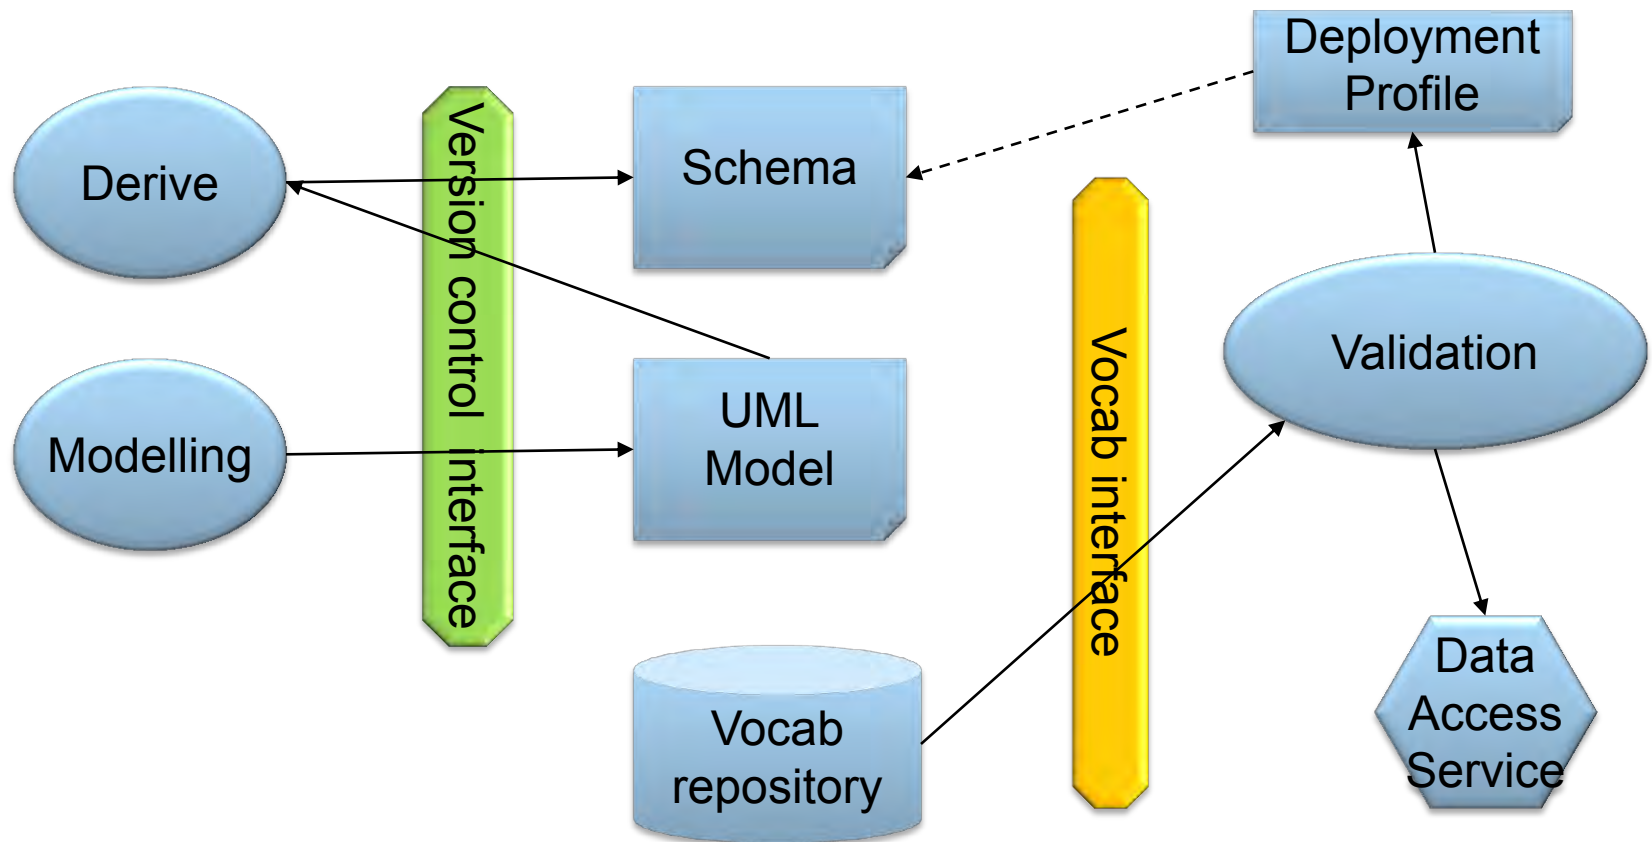 Derive
Modelling
Version control interface
Schema
UML
Model
Vocab
repository
Vocab interface
Deployment
Profile
Validation
Data
Access
Service